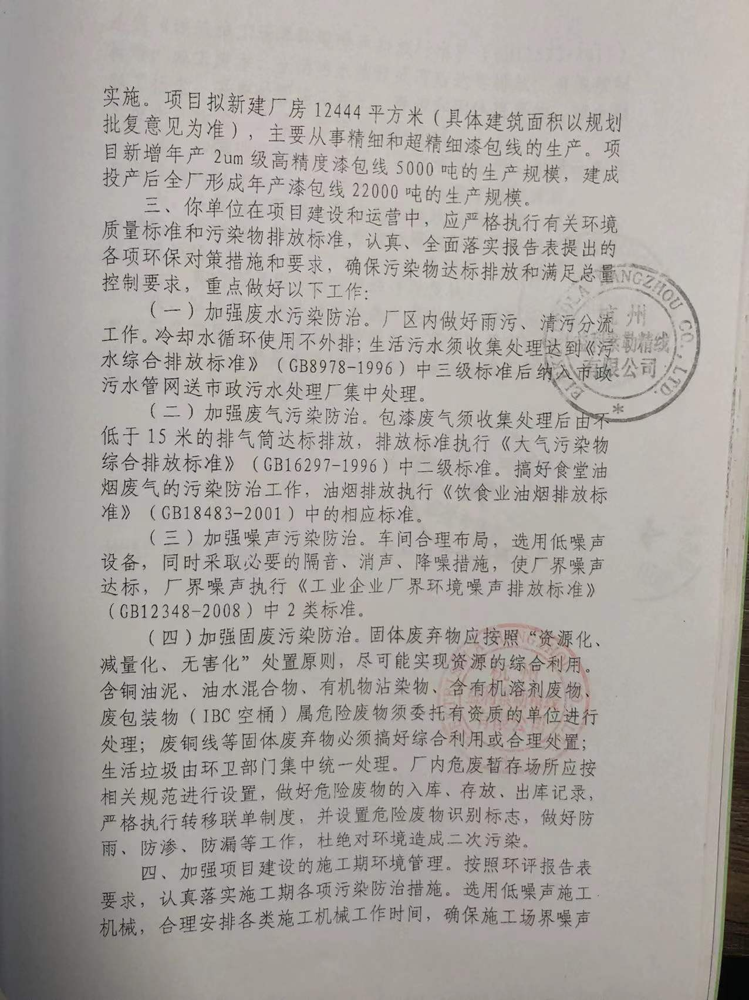 实施。项目拟新建厂房12444平方米(具体建筑面积以规划
批复意见为准),主要从事精细和超精细漆包线的生产。项
目新增年产2um级高精度漆包线5000吨的生产规模,建成
投产后全厂形成年产漆包线22000吨的生产规模。
三、你单位在项目建设和运营中,应严格执行有关环境
质量标准和污染物排放标准,认真、全面落实报告表提出的
各项环保对策措施和要求,确保污染物达标排放和满足总量
控制要求,重点做好以下工作:
(一)加强废水污染防治。厂区内做好雨污、清污分流
工作。冷却水循环使用不外排;生活污水须收集处理达到《污
水综合排放标准》(GB8978-1996)中三级标准后纳入市政
污水管网送市政污水处理厂集中处理。
(二)加强废气污染防治。包漆废气须收集处理后由不
低于15米的排气筒达标排放,排放标准执行《大气污染物
综合排放标准》(GB16297-1996)中二级标准。搞好食堂油
烟废气的污染防治工作,油烟排放执行《饮食业油烟排放标
准》(GB18483-2001)中的相应标准。
(三)加强噪声污染防治。车间合理布局,选用低噪声
设备,同时采取必要的隔音、消声、降噪措施,使厂界噪声
达标,厂界噪声执行《工业企业厂界环境噪声排放标准》
(GB12348-2008)中2类标准。
(四)加强固废污染防治。固体废弃物应按照“资源化、
减量化、无害化”处置原则,尽可能实现资源的综合利用。
含铜油泥、油水混合物、有机物沾染物、含有机溶剂废物、
废包装物(IBC空桶)属危险废物须委托有资质的单位进行
处理;废铜线等固体废弃物必须搞好综合利用或合理处置;
生活垃圾由环卫部门集中统一处理。厂内危废暂存场所应按
相关规范进行设置,做好危险废物的入库、存放、出库记录,
严格执行转移联单制度,并设置危险废物识别标志,做好防
雨、防渗、防漏等工作,杜绝对环境造成二次污染。
四、加强项目建设的施工期环境管理。按照环评报告表
要求,认真落实施工期各项污染防治措施。选用低噪声施工
机械,合理安排各类施工机械工作时间,确保施工场界噪声
HANGZHOU CO., LTD.
杭州
勒精线
有限公司